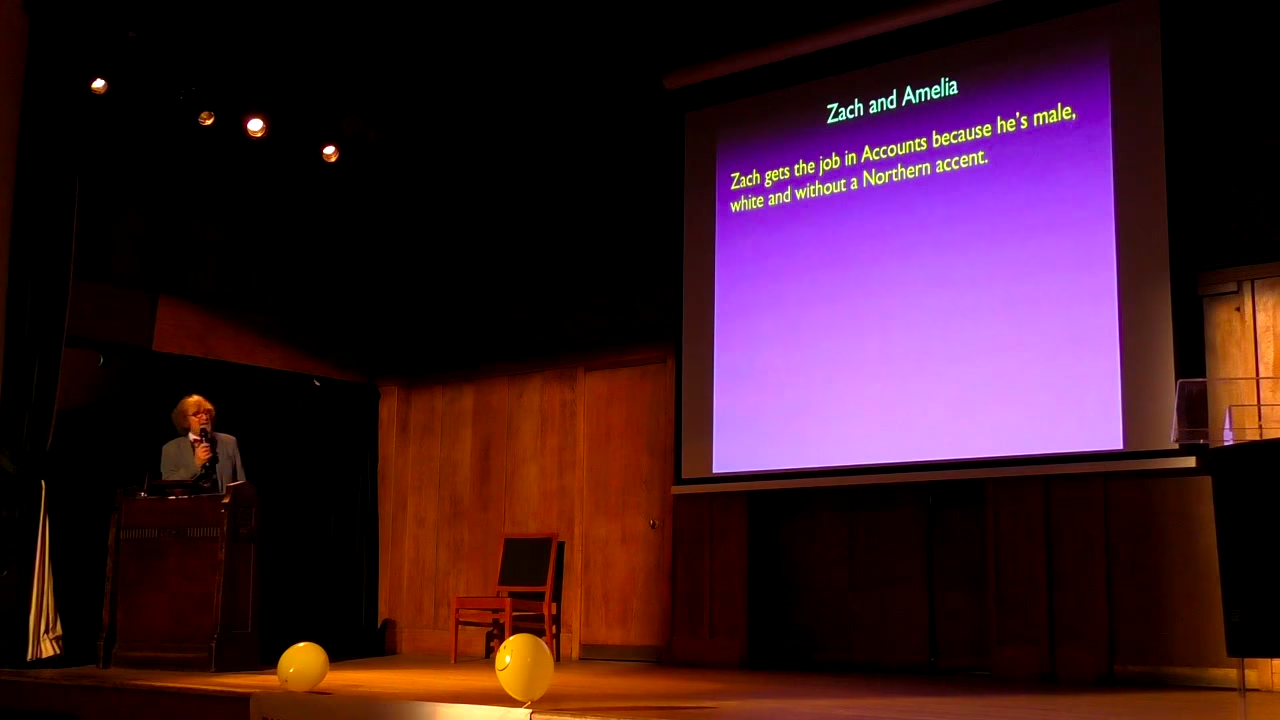 Zach and Amelia
Zach gets the job in Accounts because he's male,
white and without a Northern accent.